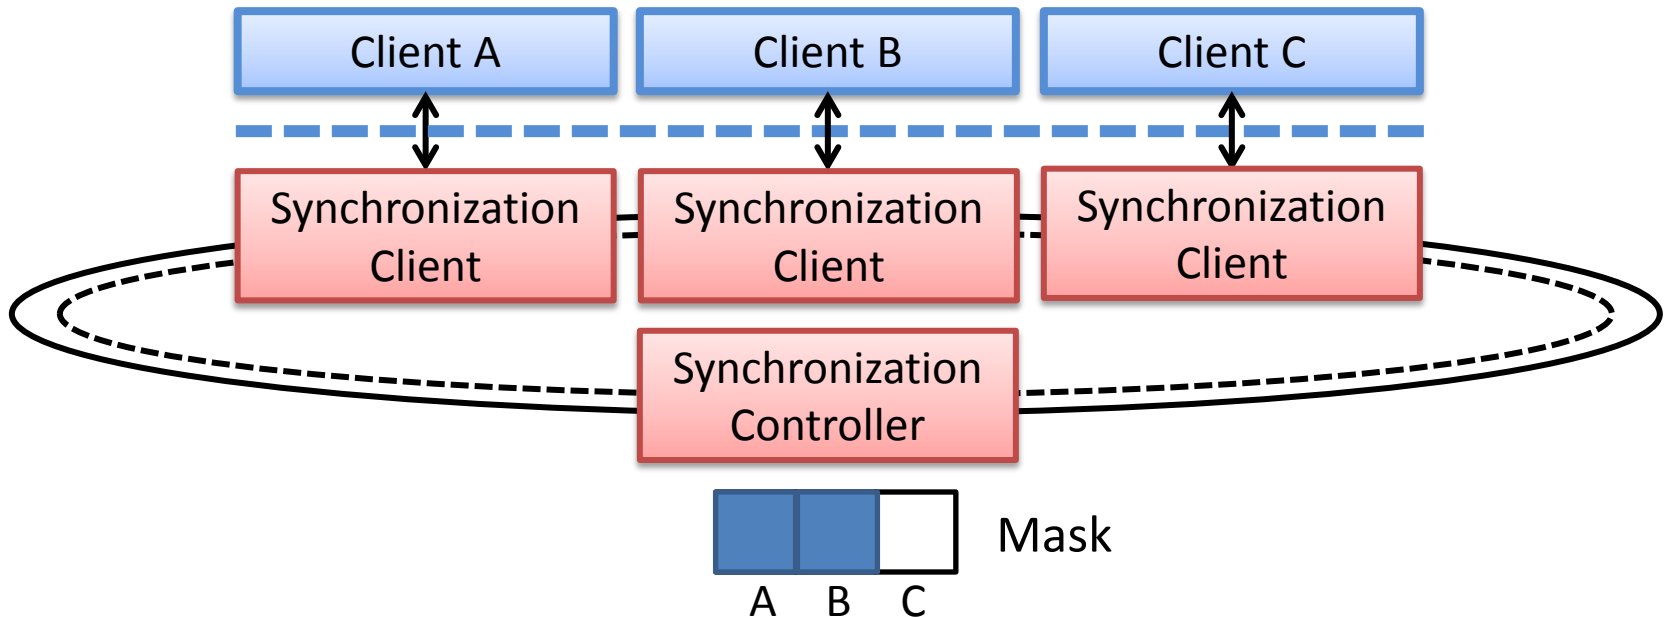 Client A
Client B
Client C
Synchronization
Client
Synchronization
Client
Synchronization
Client
Synchronization
Controller
Mask
A
B
C